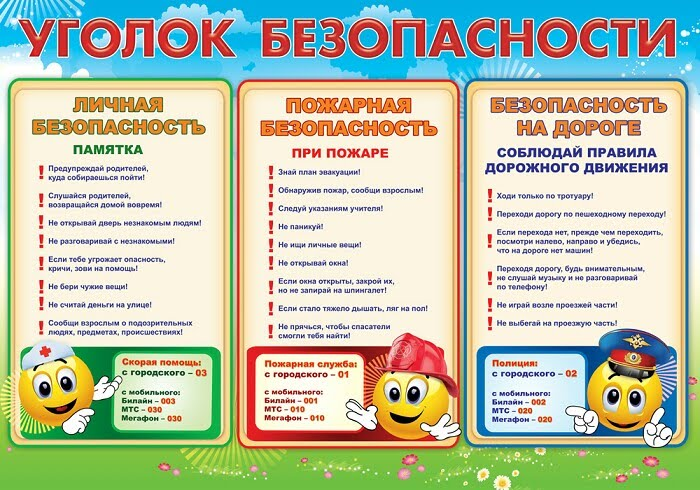 УГОЛОК БЕЗОПАСНОСТИ
ЛИЧНАЯ
БЕЗОПАСНОСТЬ
ПАМЯТКА
Предупреждай родителей,
куда собираешься пойти!
Слушайся родителей,
возвращайся домой вовремя!
Не открывай дверь незнакомым людям!
Не разговаривай с незнакомыми!
Если тебе угрожает опасность,
кричи, зови на помощь!
Не бери чужие вещи!
Не считай деньги на улице!
Сообщи взрослым о подозрительных
людях, предметах, происшествиях!
Скорая помощь:
с городского – 03
с мобильного:
Билайн – 003
МТС – 030
Мегафон – 030
ПОЖАРНАЯ
БЕЗОПАСНОСТЬ
ПРИ ПОЖАРЕ
Знай план эвакуации!
Обнаружив пожар, сообщи взрослым!
Следуй указаниям учителя!
Не паникуй!
Не ищи личные вещи!
Не открывай окна!
Если окна открыты, закрой их,
но не запирай на шпингалет!
Если стало тяжело дышать, ляг на пол!
Не прячься, чтобы спасатели
смогли тебя найти!
Пожарная служба:
с городского – 01
с мобильного:
Билайн – 001
МТС – 010
Мегафон – 010
БЕЗОПАСНОСТЬ
НА ДОРОГЕ
СОБЛЮДАЙ ПРАВИЛА
ДОРОЖНОГО ДВИЖЕНИЯ
Ходи только по тротуару!
Переходи дорогу по пешеходному переходу!
Если перехода нет, прежде чем переходить,
посмотри налево, направо и убедись,
что на дороге нет машин!
Переходя дорогу, будь внимательным,
не слушай музыку и не разговаривай
по телефону!
Не играй возле проезжей части!
Не выбегай на проезжую часть!
Полиция:
с городского – 02
с мобильного:
Билайн – 002
МТС – 020
Мегафон – 020